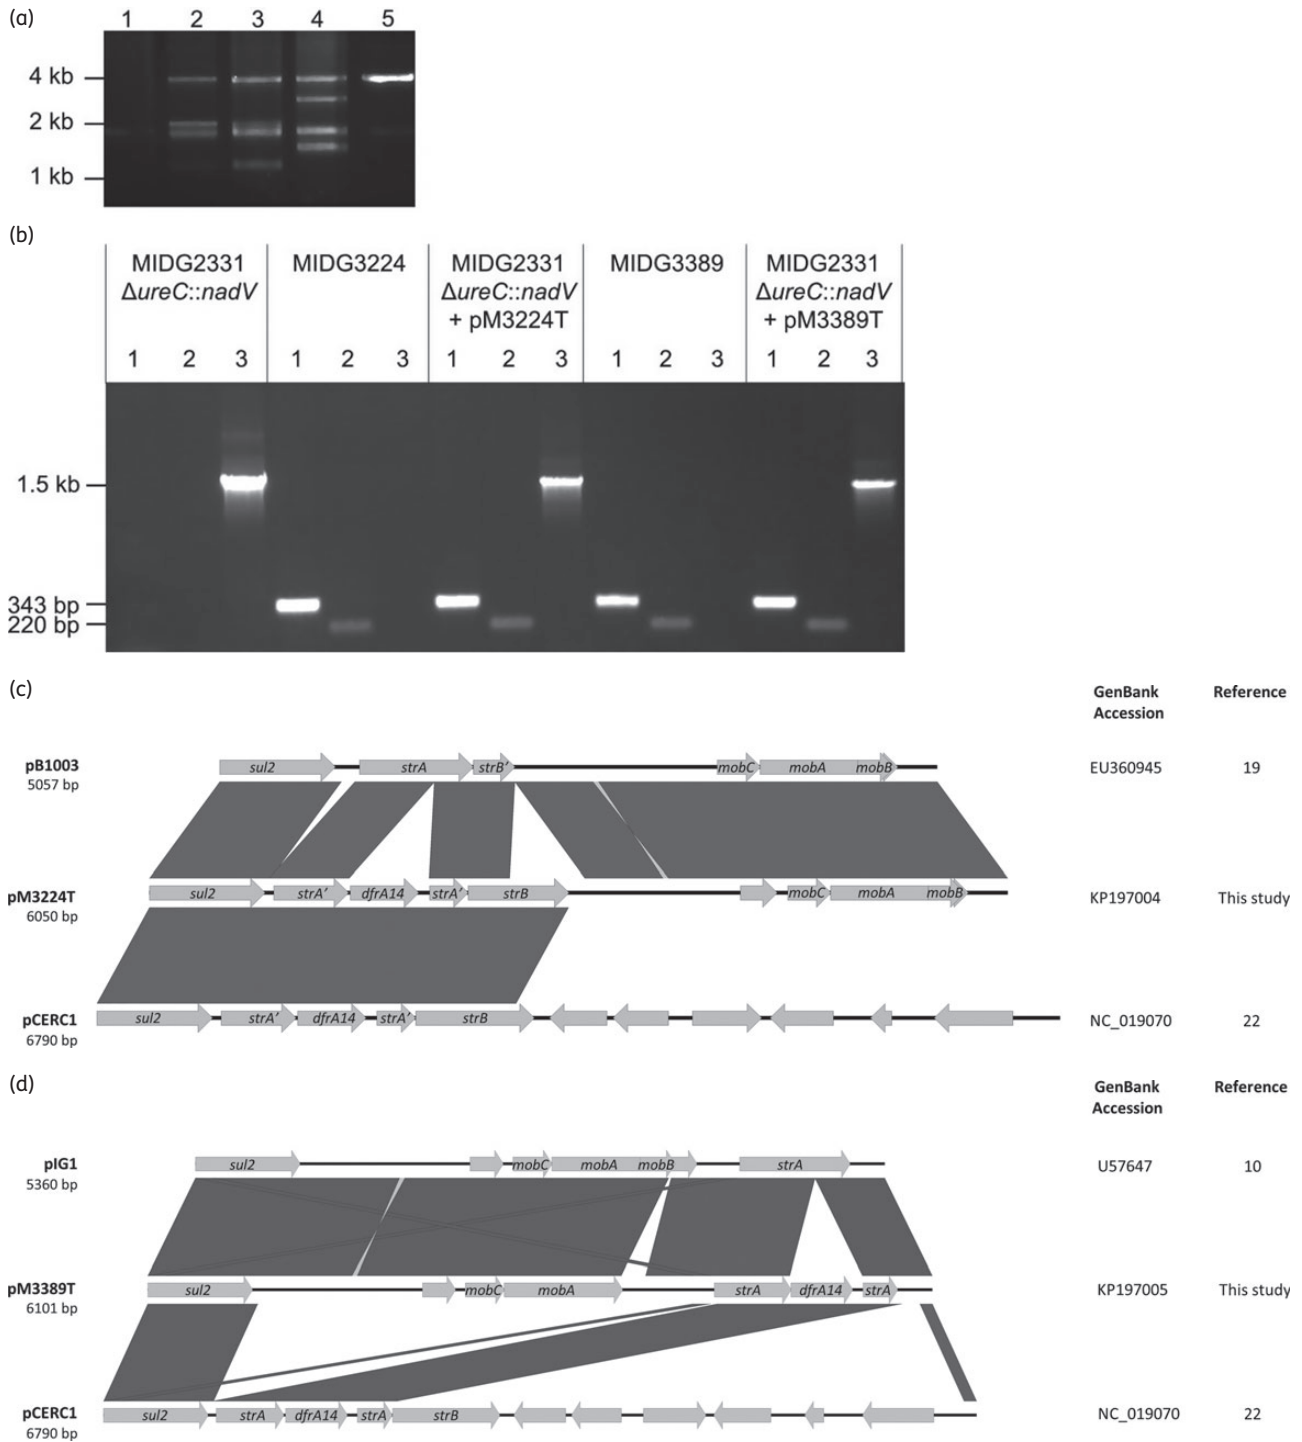 (a)
1 2 3 4 5
4 kb
2 kb
1 kb
(b)
MIDG2331 ΔureC::nadV
MIDG3224
MIDG2331 ΔureC::nadV + pM3224T
MIDG3389
MIDG2331 ΔureC::nadV + pM3389T
1 2 3 1 2 3 1 2 3 1 2 3 1 2 3
1.5 kb
343 bp
220 bp
(c)
GenBank Accession Reference
pB1003 sul2 strA strB′ mobC mobA mobB EU360945 19
5057 bp
pM3224T sul2 strA′ dfrA14 strA′ strB mobC mobA mobB KP197004 This study
6050 bp
pCERC1 sul2 strA′ dfrA14 strA′ strB NC_019070 22
6790 bp
(d)
GenBank Accession Reference
pIG1 sul2 mobC mobA mobB strA U57647 10
5360 bp
pM3389T sul2 mobC mobA strA dfrA14 strA KP197005 This study
6101 bp
pCERC1 sul2 strA dfrA14 strA strB NC_019070 22
6790 bp